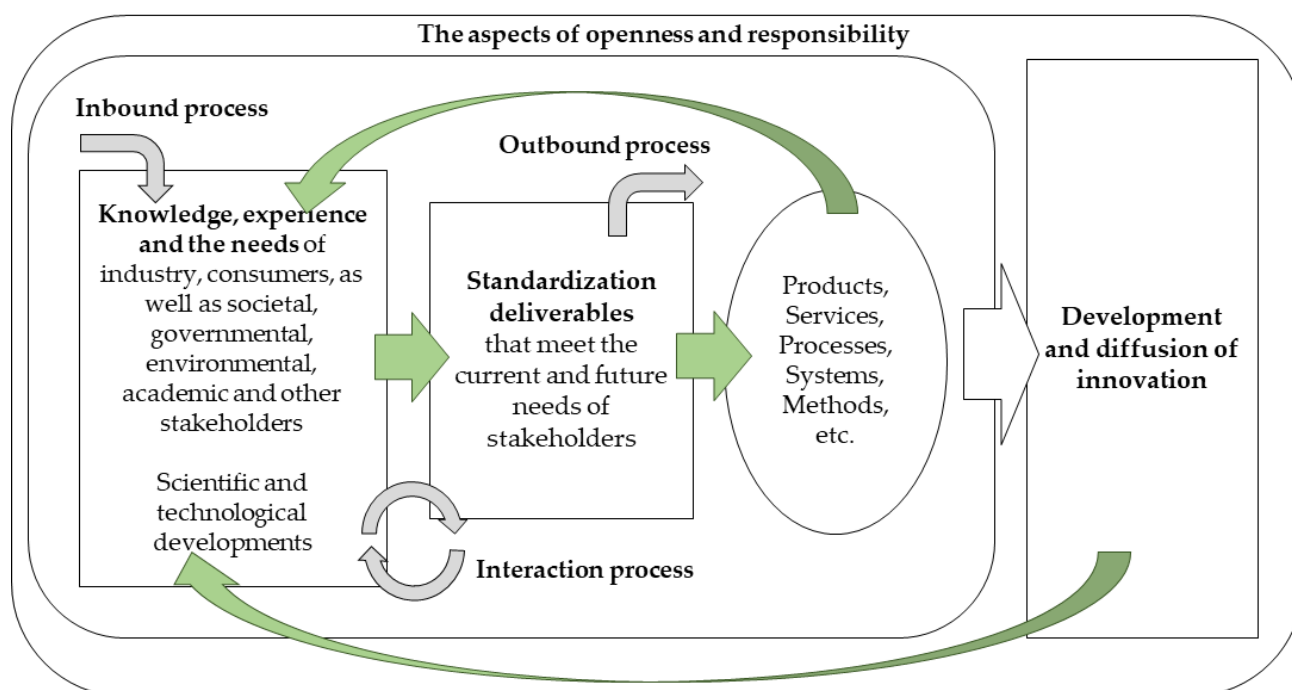 The aspects of openness and responsibility
Inbound process
Outbound process
Knowledge, experience
and the needs of
industry, consumers, as
well as societal,
governmental,
environmental,
academic and other
stakeholders
Scientific and
technological
developments
Standardization
deliverables
that meet the
current and future
needs of
stakeholders
Interaction process
Products,
Services,
Processes,
Systems,
Methods,
etc.
Development
and diffusion of
innovation